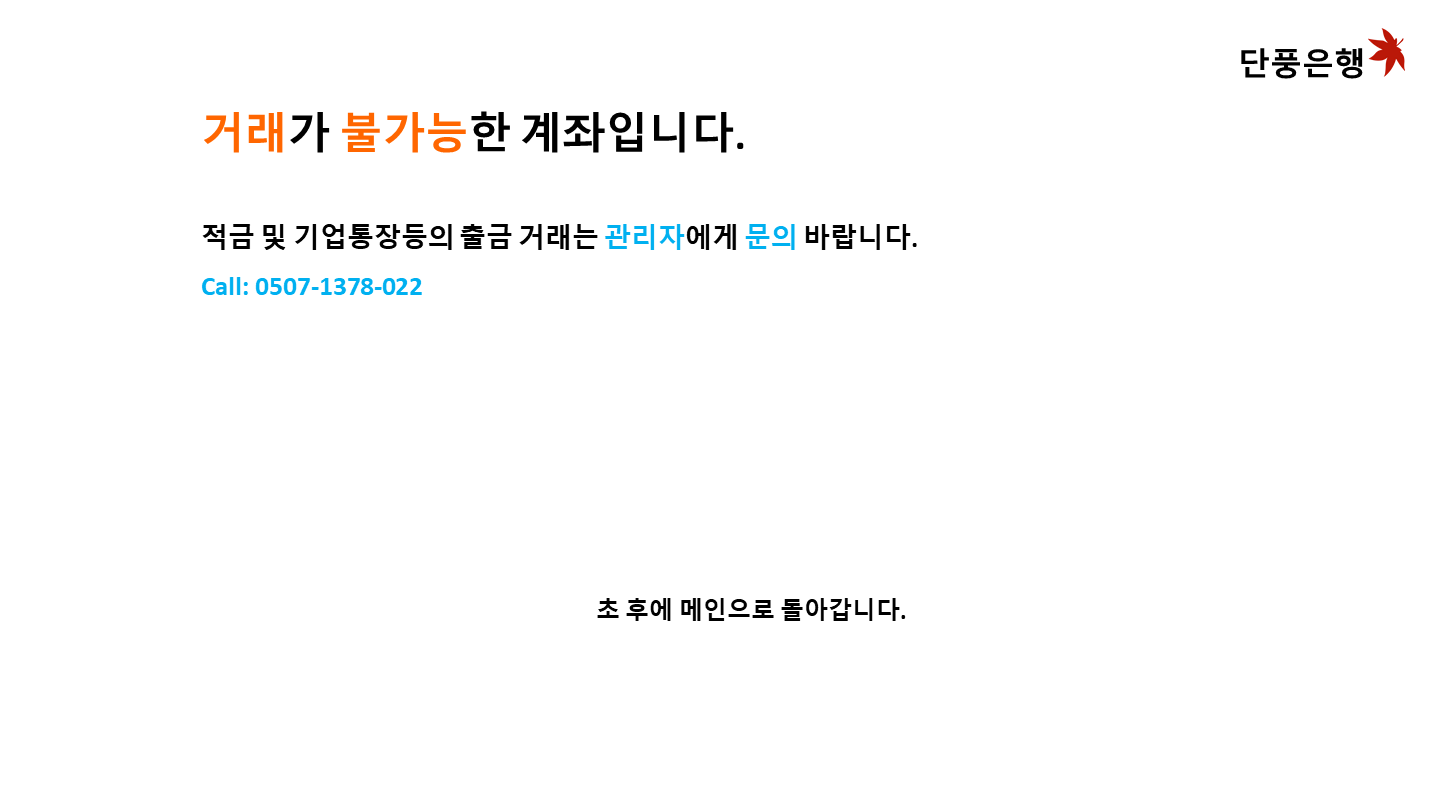 단풍은행
거래가 불가능한 계좌입니다.
적금 및 기업통장등의 출금 거래는 관리자에게 문의 바랍니다.
Call: 0507-1378-022
초 후에 메인으로 돌아갑니다.